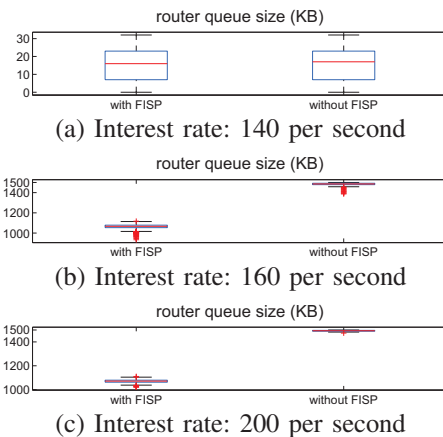 router queue size (KB)
30
20
10
0
with FISP
without FISP
(a) Interest rate: 140 per second
router queue size (KB)
1500
1200
1000
with FISP
without FISP
(b) Interest rate: 160 per second
router queue size (KB)
1500
1200
1000
with FISP
without FISP
(c) Interest rate: 200 per second